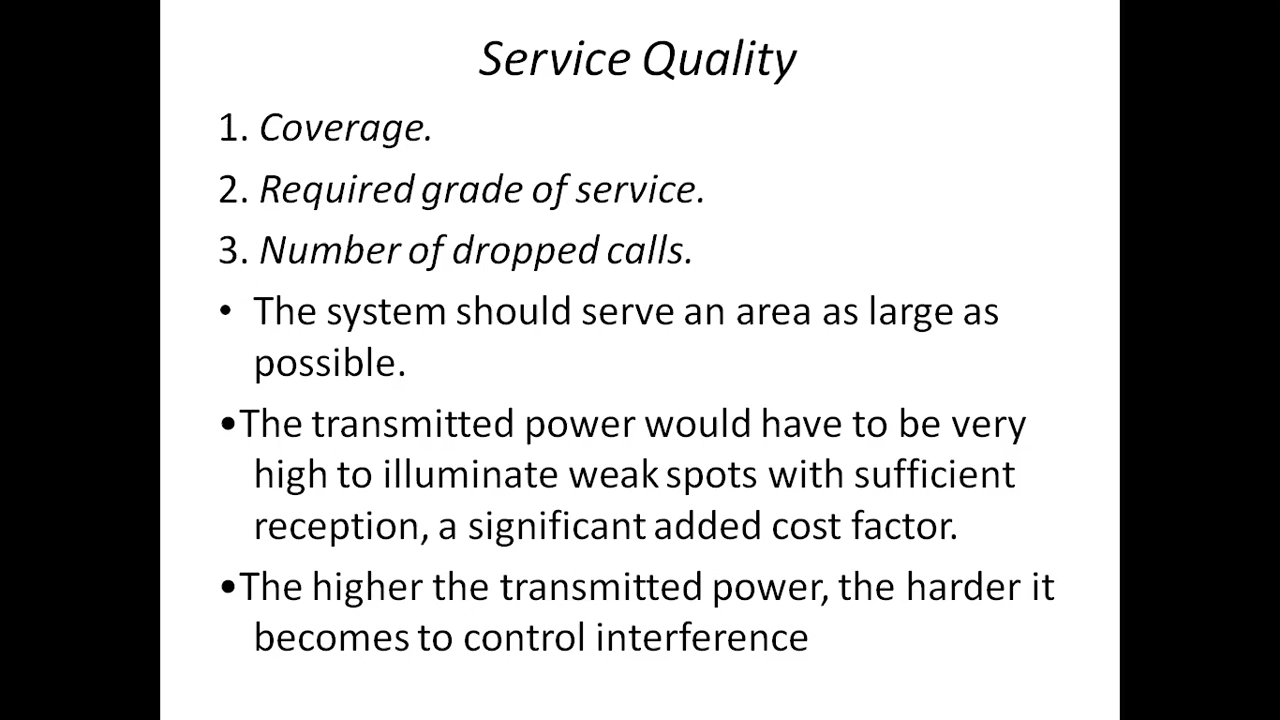 Service Quality
1. Coverage.
2. Required grade of service.
3. Number of dropped calls.
• The system should serve an area as large as
possible.
•The transmitted power would have to be very
high to illuminate weak spots with sufficient
reception, a significant added cost factor.
•The higher the transmitted power, the harder it
becomes to control interference